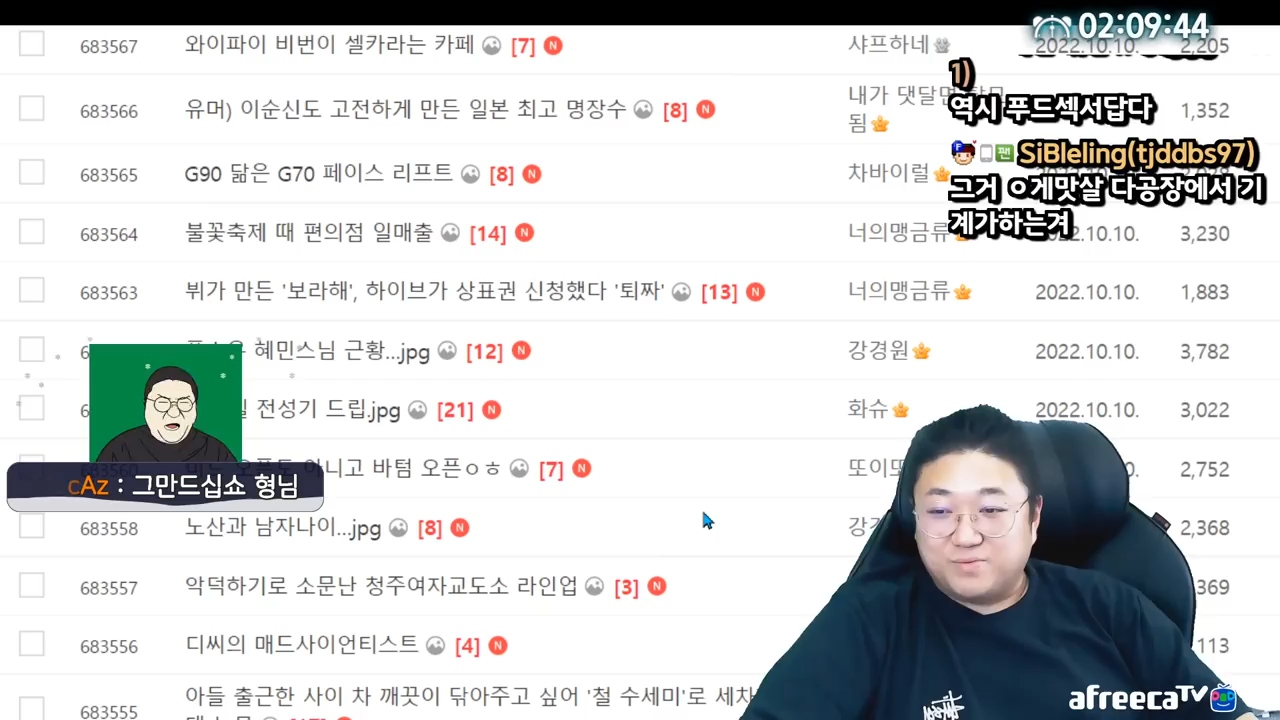 02:09:44
683567 와이파이 비번이 셀카라는 카페 [7] N 샤프하네 2022.10.10. 2,205
1)
역시 푸드섹서답다
683566 유머) 이순신도 고전하게 만든 일본 최고 명장수 [8] N 내가 댓달면
됨 1,352
SiBleling(tjddbs97)
그거 ㅇ게맛살 다공장에서 기
계가하는겨
683565 G90 닮은 G70 페이스 리프트 [8] N 차바이럴
683564 불꽃축제 때 편의점 일매출 [14] N 너의맹금류 2022.10.10. 3,230
683563 뷔가 만든 '보라해', 하이브가 상표권 신청했다 '퇴짜' [13] N 너의맹금류 2022.10.10. 1,883
혜민스님 근황...jpg [12] N 강경원 2022.10.10. 3,782
전성기 드립.jpg [21] N 화슈 2022.10.10. 3,022
아니고 바텀 오픈ㅇㅎ [7] N 2,752
cAz : 그만드십쇼 형님
683558 노산과 남자나이...jpg [8] N 2,368
683557 악덕하기로 소문난 청주여자교도소 라인업 [3] N 369
683556 디씨의 매드사이언티스트 [4] N 113
683555 아들 출근한 사이 차 깨끗이 닦아주고 싶어 '철 수세미'로 세차
afreecaTV